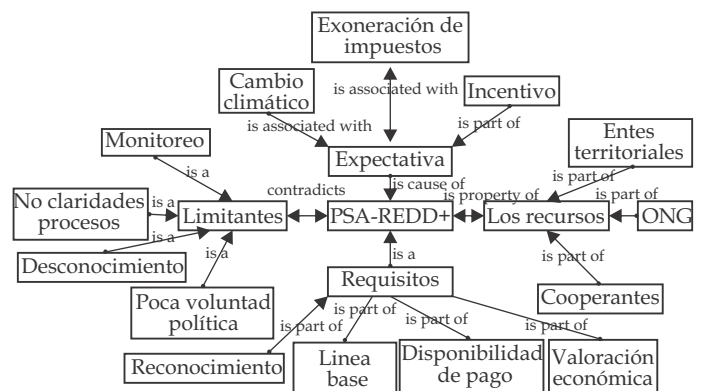 Exoneración de
impuestos
Cambio
climático
is associated with
Incentivo
is associated with
is part of
Monitoreo
Entes
territoriales
Expectativa
is a
is part of
No claridades
procesos
is a
contradicts
is cause of
is property of
is part of
Limitantes
PSA-REDD+
Los recursos
ONG
is a
is a
is a
is part of
Desconocimiento
Requisitos
Poca voluntad
política
Cooperantes
is part of
is part of
is part of
is part of
Reconocimiento
Linea
base
Disponibilidad
de pago
Valoración
económica